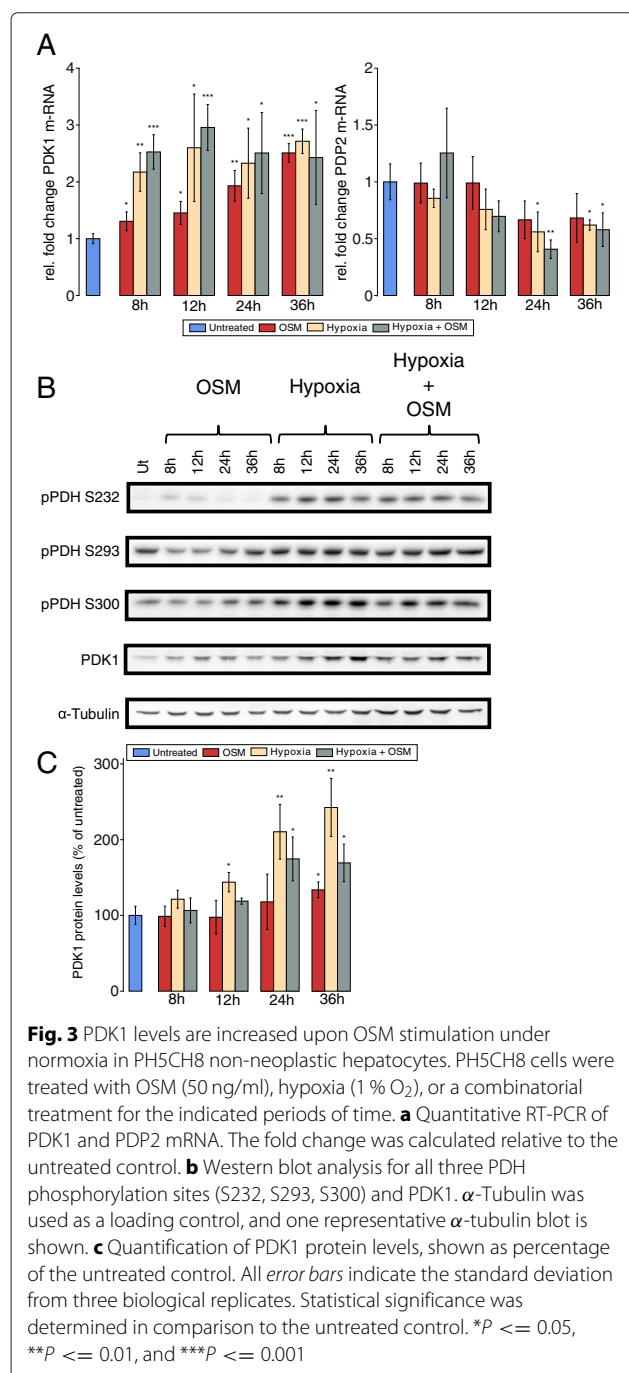 A
rel. fold change PDK1 m-RNA
4
3
2
1
0
* ** *** * * *** ** * * *** *** *
8h 12h 24h 36h
rel. fold change PDP2 m-RNA
2
1.5
1
0.5
0
* ** * *
8h 12h 24h 36h
Untreated OSM Hypoxia Hypoxia + OSM
B
OSM Hypoxia Hypoxia + OSM
Ut 8h 12h 24h 36h 8h 12h 24h 36h 8h 12h 24h 36h
pPDH S232
pPDH S293
pPDH S300
PDK1
α-Tubulin
C
Untreated OSM Hypoxia Hypoxia + OSM
PDK1 protein levels (% of untreated)
300
200
100
0
* ** * * ** *
8h 12h 24h 36h
Fig. 3 PDK1 levels are increased upon OSM stimulation under
normoxia in PH5CH8 non-neoplastic hepatocytes. PH5CH8 cells were
treated with OSM (50 ng/ml), hypoxia (1 % O₂), or a combinatorial
treatment for the indicated periods of time. a Quantitative RT-PCR of
PDK1 and PDP2 mRNA. The fold change was calculated relative to the
untreated control. b Western blot analysis for all three PDH
phosphorylation sites (S232, S293, S300) and PDK1. α-Tubulin was
used as a loading control, and one representative α-tubulin blot is
shown. c Quantification of PDK1 protein levels, shown as percentage
of the untreated control. All error bars indicate the standard deviation
from three biological replicates. Statistical significance was
determined in comparison to the untreated control. *P <= 0.05,
**P <= 0.01, and ***P <= 0.001